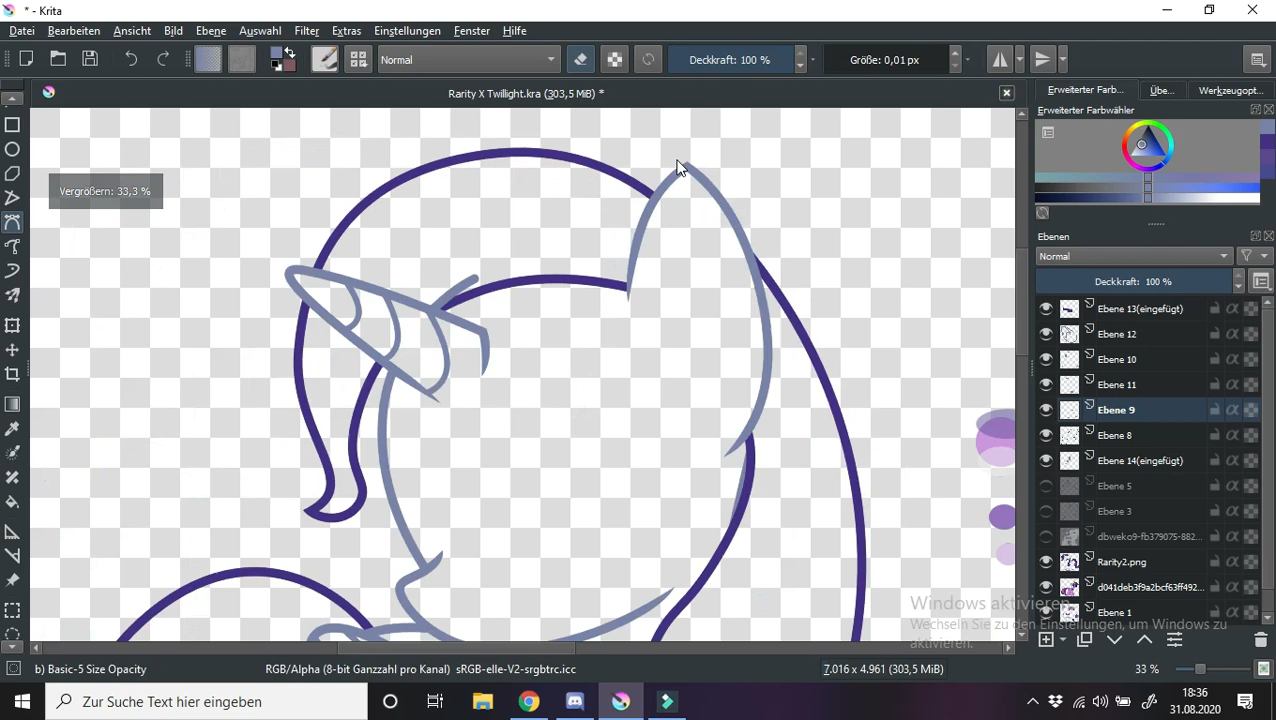 * - Krita
Datei Bearbeiten Ansicht Bild Ebene Auswahl Filter Extras Einstellungen Fenster Hilfe
Normal Deckkraft: 100 % Größe: 0,01 px
Rarity X Twillight.kra (303,5 MiB) *
Erweiterter Farb... Übe... Werkzeugopt...
Erweiterter Farbwähler
Vergrößern: 33,3 %
Ebenen
Normal
Deckkraft: 100 %
Ebene 13(eingefügt)
Ebene 12
Ebene 10
Ebene 11
Ebene 9
Ebene 8
Ebene 14(eingefügt)
Ebene 5
Ebene 3
dbweko9-fb379075-882...
Rarity2.png
d041deb3f9a2bcf63ff492...
Ebene 1
Windows aktivieren
Wechseln Sie zu den Einstellungen, um Windows zu
aktivieren.
b) Basic-5 Size Opacity RGB/Alpha (8-bit Ganzzahl pro Kanal) sRGB-elle-V2-srgbtrc.icc 7.016 x 4.961 (303,5 MiB) 33 %
Zur Suche Text hier eingeben
18:36
31.08.2020